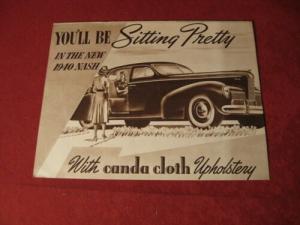 YOU'LL BE Sitting Pretty
IN THE NEW
1940 NASH
With canda cloth Upholstery